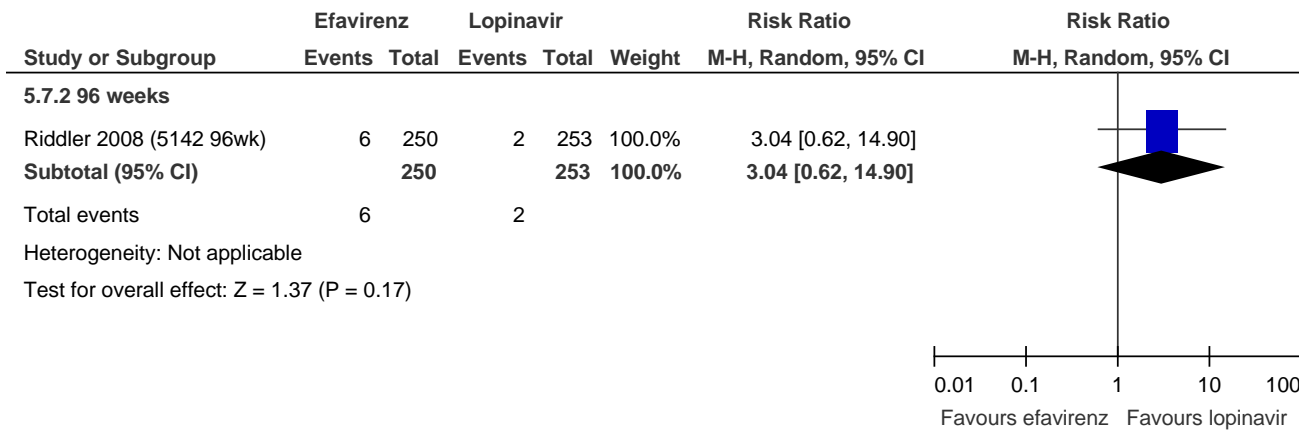 Efavirenz Lopinavir Risk Ratio Risk Ratio
Study or Subgroup Events Total Events Total Weight M-H, Random, 95% CI M-H, Random, 95% CI
5.7.2 96 weeks
Riddler 2008 (5142 96wk) 6 250 2 253 100.0% 3.04 [0.62, 14.90]
Subtotal (95% CI) 250 253 100.0% 3.04 [0.62, 14.90]
Total events 6 2
Heterogeneity: Not applicable
Test for overall effect: Z = 1.37 (P = 0.17)
0.01 0.1 1 10 100
Favours efavirenz Favours lopinavir